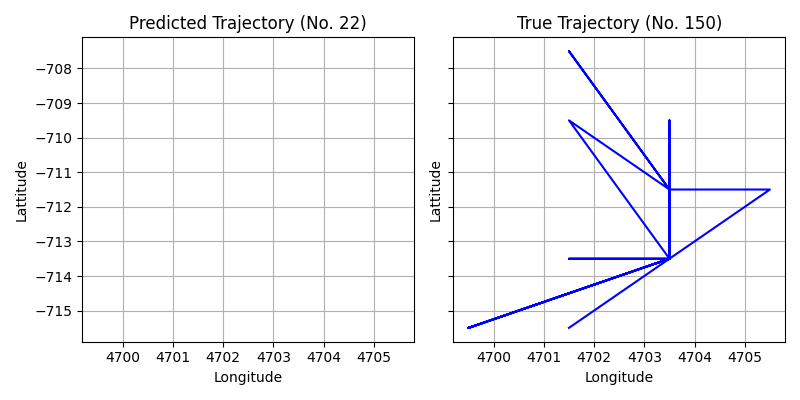 Predicted Trajectory (No. 22)
True Trajectory (No. 150)
Lattitude
−708
−709
−710
−711
−712
−713
−714
−715
4700 4701 4702 4703 4704 4705
Longitude
Lattitude
4700 4701 4702 4703 4704 4705
Longitude